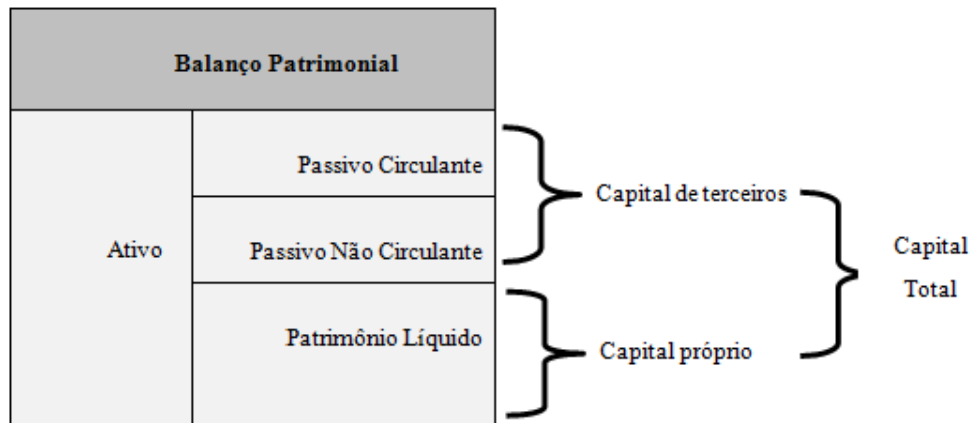 Balanço Patrimonial
Passivo Circulante
Capital de terceiros
Ativo
Passivo Não Circulante
Capital
Total
Patrimônio Líquido
Capital próprio